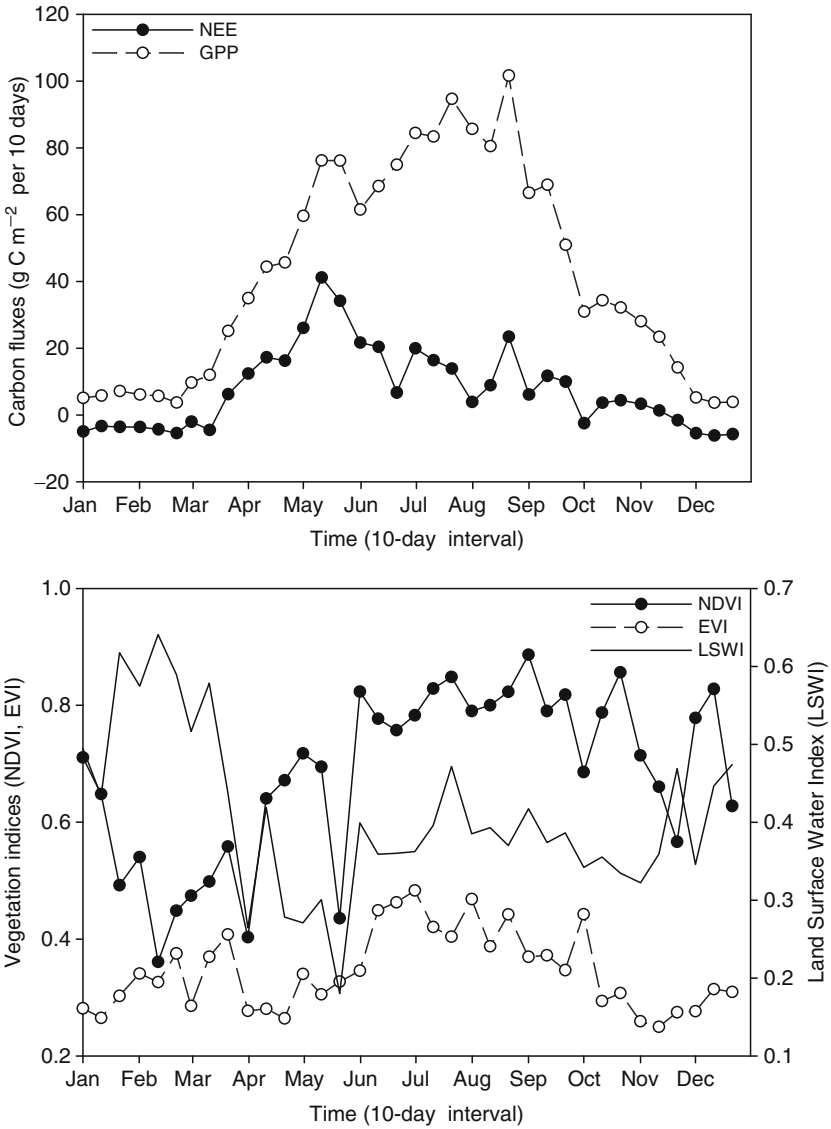 120
100
80
60
40
20
0
−20
Carbon fluxes (g C m−2 per 10 days)
NEE
GPP
Jan Feb Mar Apr May Jun Jul Aug Sep Oct Nov Dec
Time (10-day interval)
1.0
0.8
0.6
0.4
0.2
Vegetation indices (NDVI, EVI)
NDVI
EVI
LSWI
0.7
0.6
0.5
0.4
0.3
0.2
0.1
Land Surface Water Index (LSWI)
Jan Feb Mar Apr May Jun Jul Aug Sep Oct Nov Dec
Time (10-day interval)